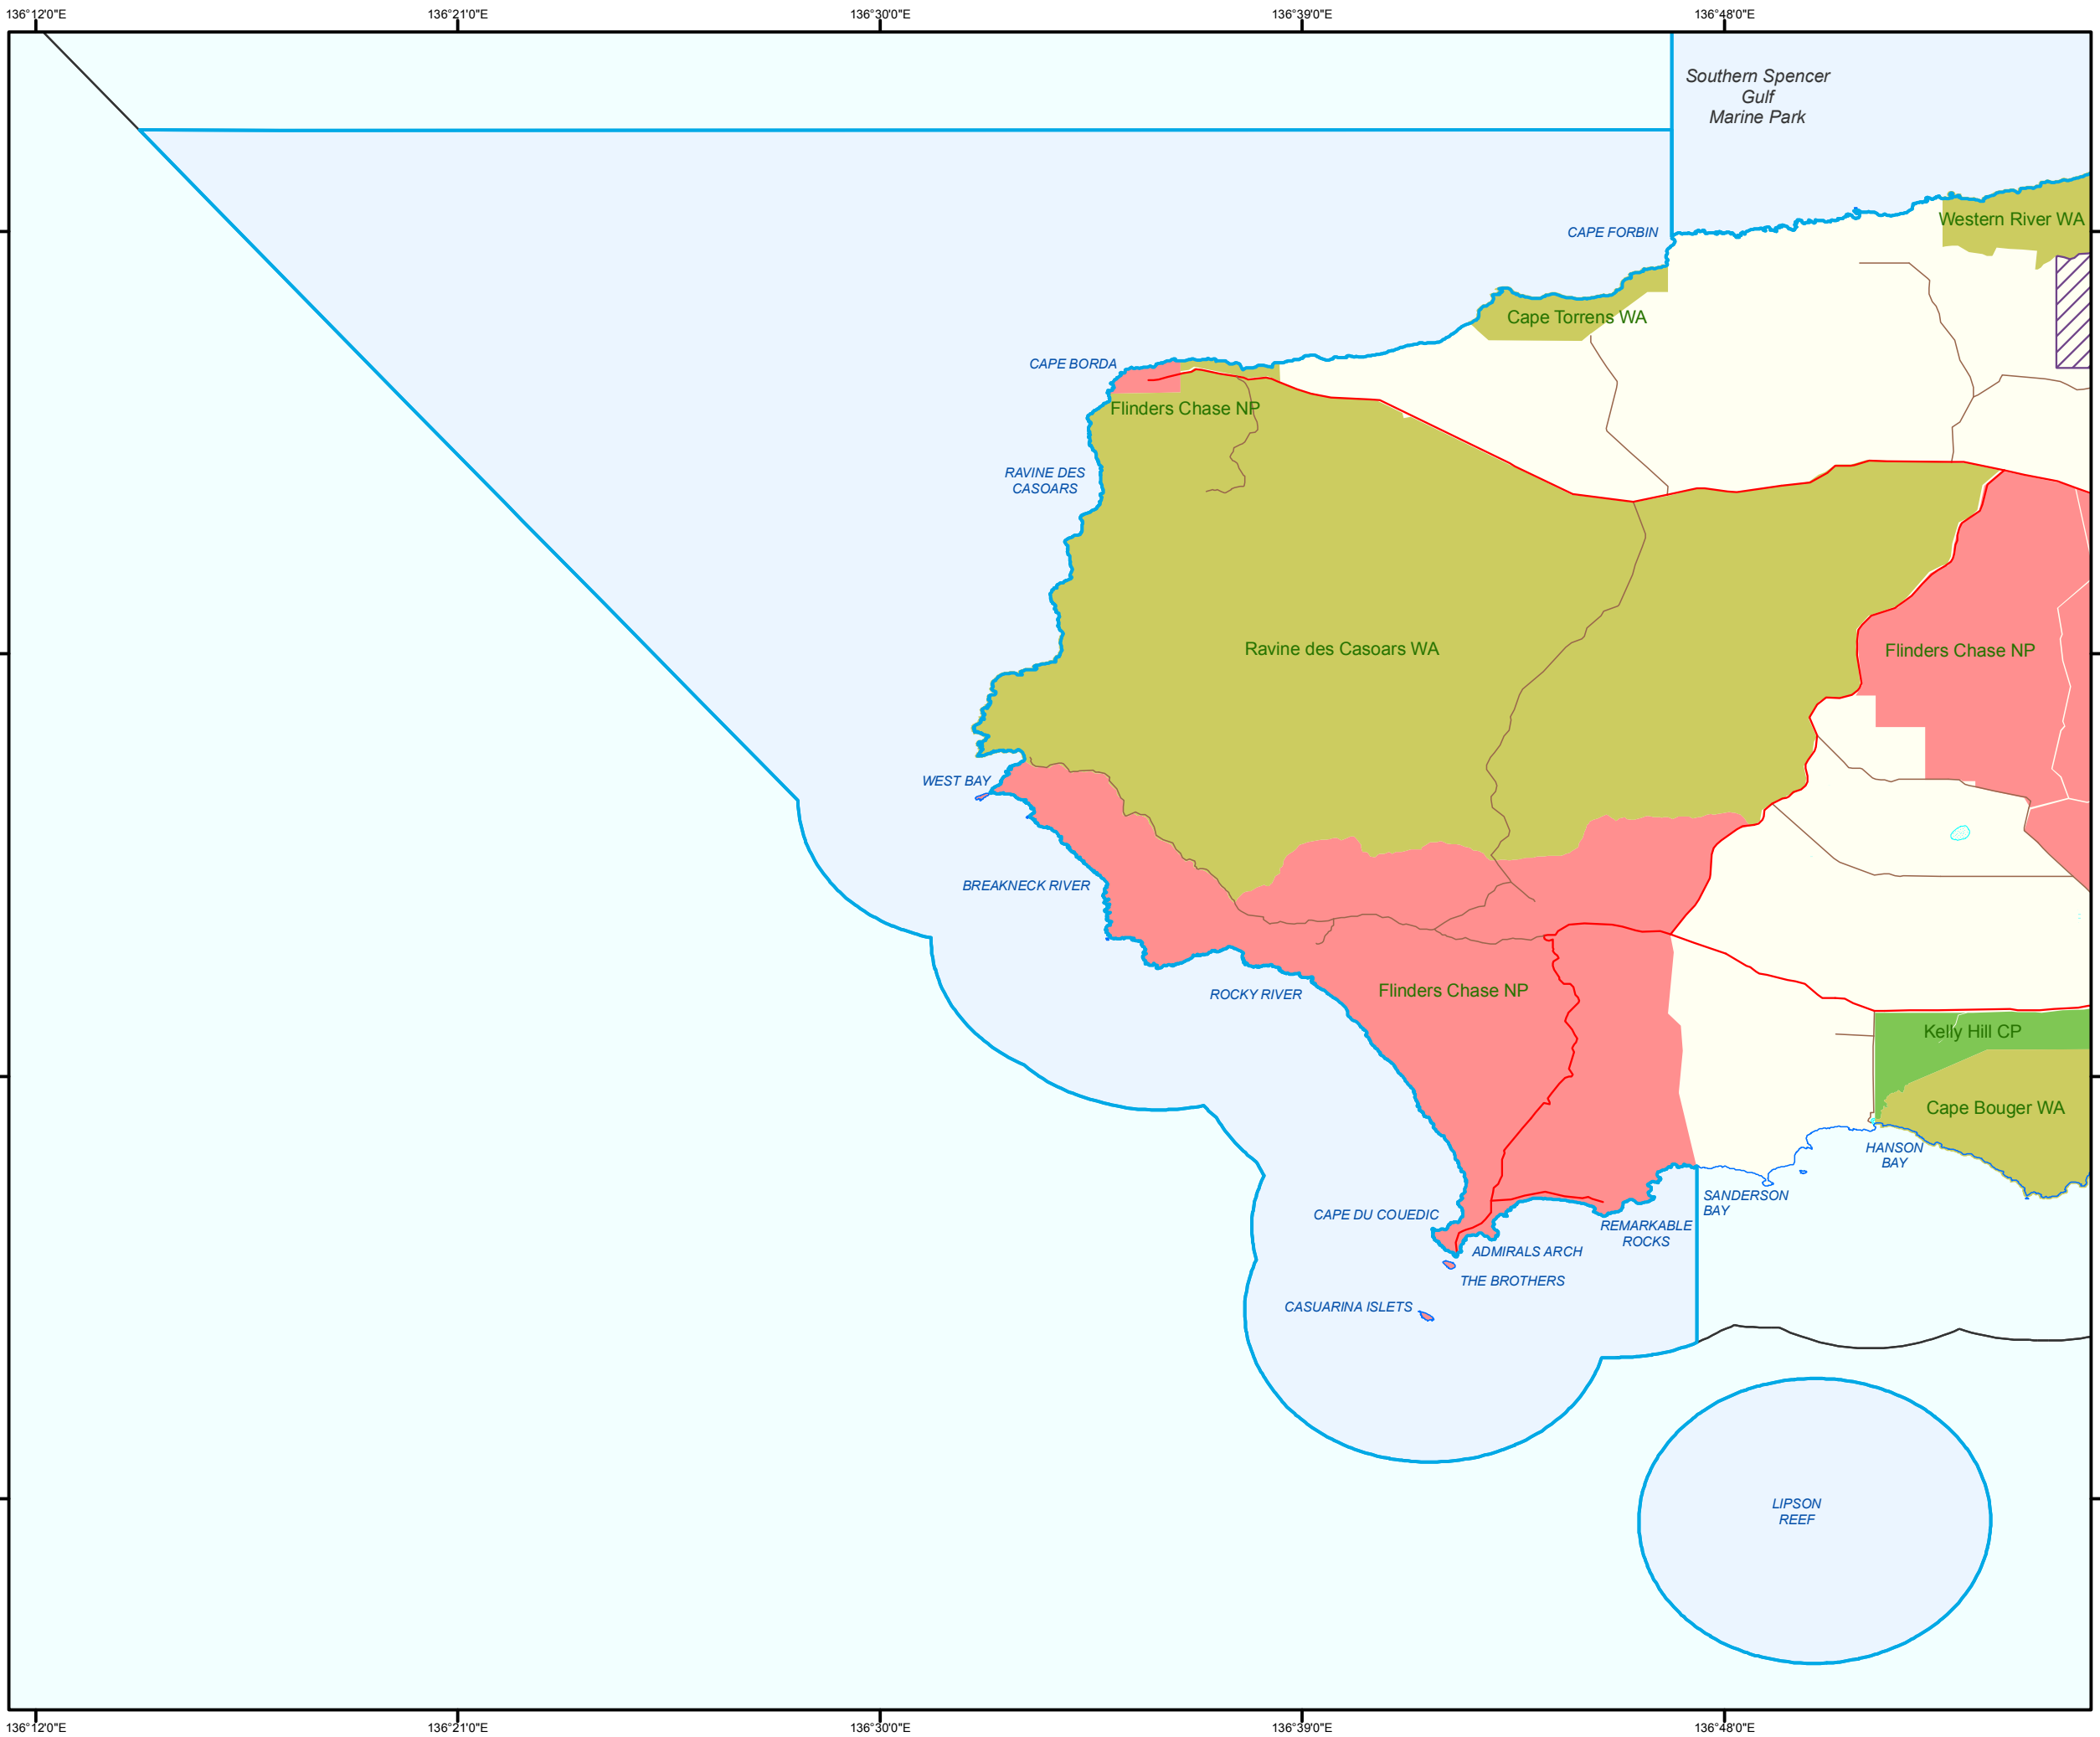 136°12'0"E
136°21'0"E
136°30'0"E
136°39'0"E
136°48'0"E
Southern Spencer
Gulf
Marine Park
Western River WA
CAPE FORBIN
Cape Torrens WA
CAPE BORDA
Flinders Chase NP
RAVINE DES
CASOARS
Ravine des Casoars WA
Flinders Chase NP
WEST BAY
BREAKNECK RIVER
ROCKY RIVER
Flinders Chase NP
Kelly Hill CP
Cape Bouger WA
HANSON
BAY
SANDERSON
BAY
CAPE DU COUEDIC
REMARKABLE
ROCKS
ADMIRALS ARCH
THE BROTHERS
CASUARINA ISLETS
LIPSON
REEF
136°12'0"E
136°21'0"E
136°30'0"E
136°39'0"E
136°48'0"E